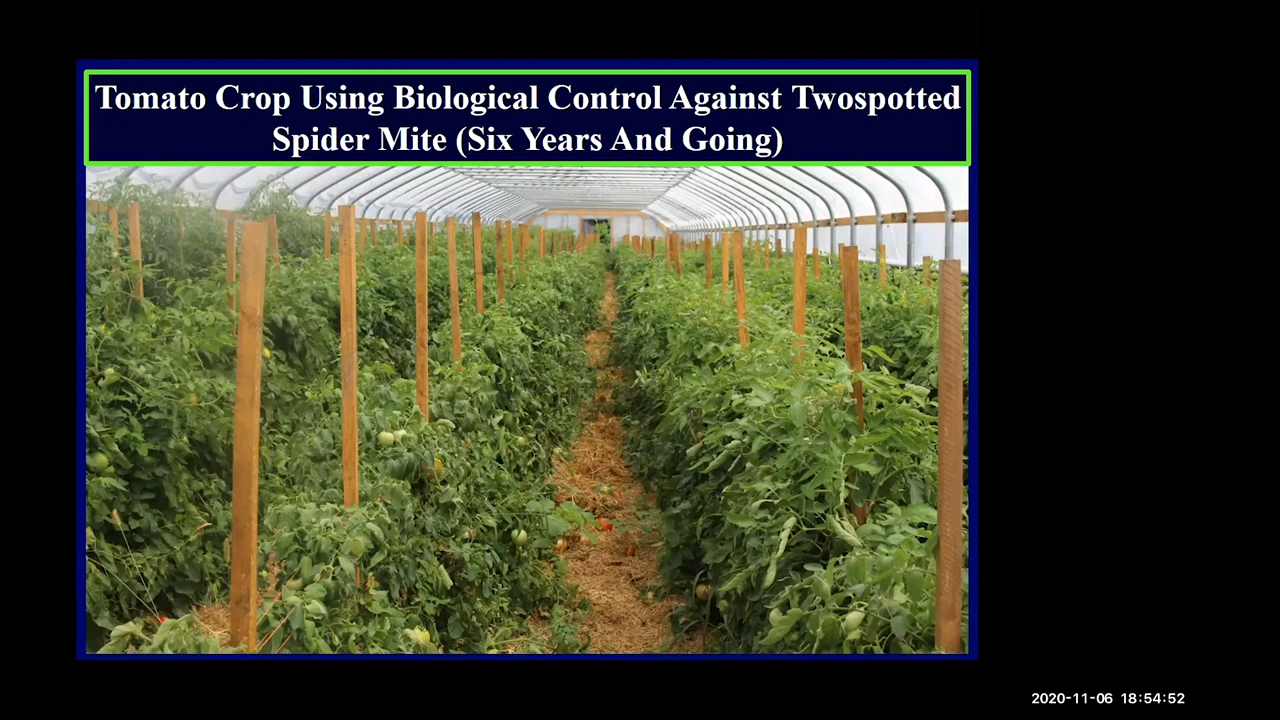 Tomato Crop Using Biological Control Against Twospotted
Spider Mite (Six Years And Going)
2020-11-06 18:54:52